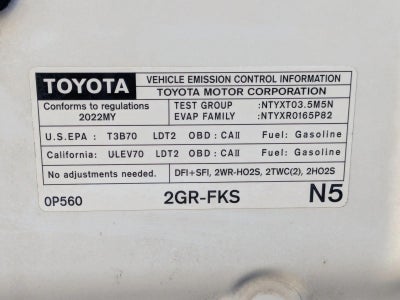 TOYOTA VEHICLE EMISSION CONTROL INFORMATION
TOYOTA MOTOR CORPORATION
Conforms to regulations TEST GROUP :NTYXT03.5M5N
2022MY EVAP FAMILY :NTYXR0165P82
U.S.EPA : T3B70 LDT2 OBD : CAII Fuel: Gasoline
California: ULEV70 LDT2 OBD : CAII Fuel: Gasoline
No adjustments needed. DFI+SFI, 2WR-HO2S, 2TWC(2), 2HO2S
0P560 2GR-FKS N5